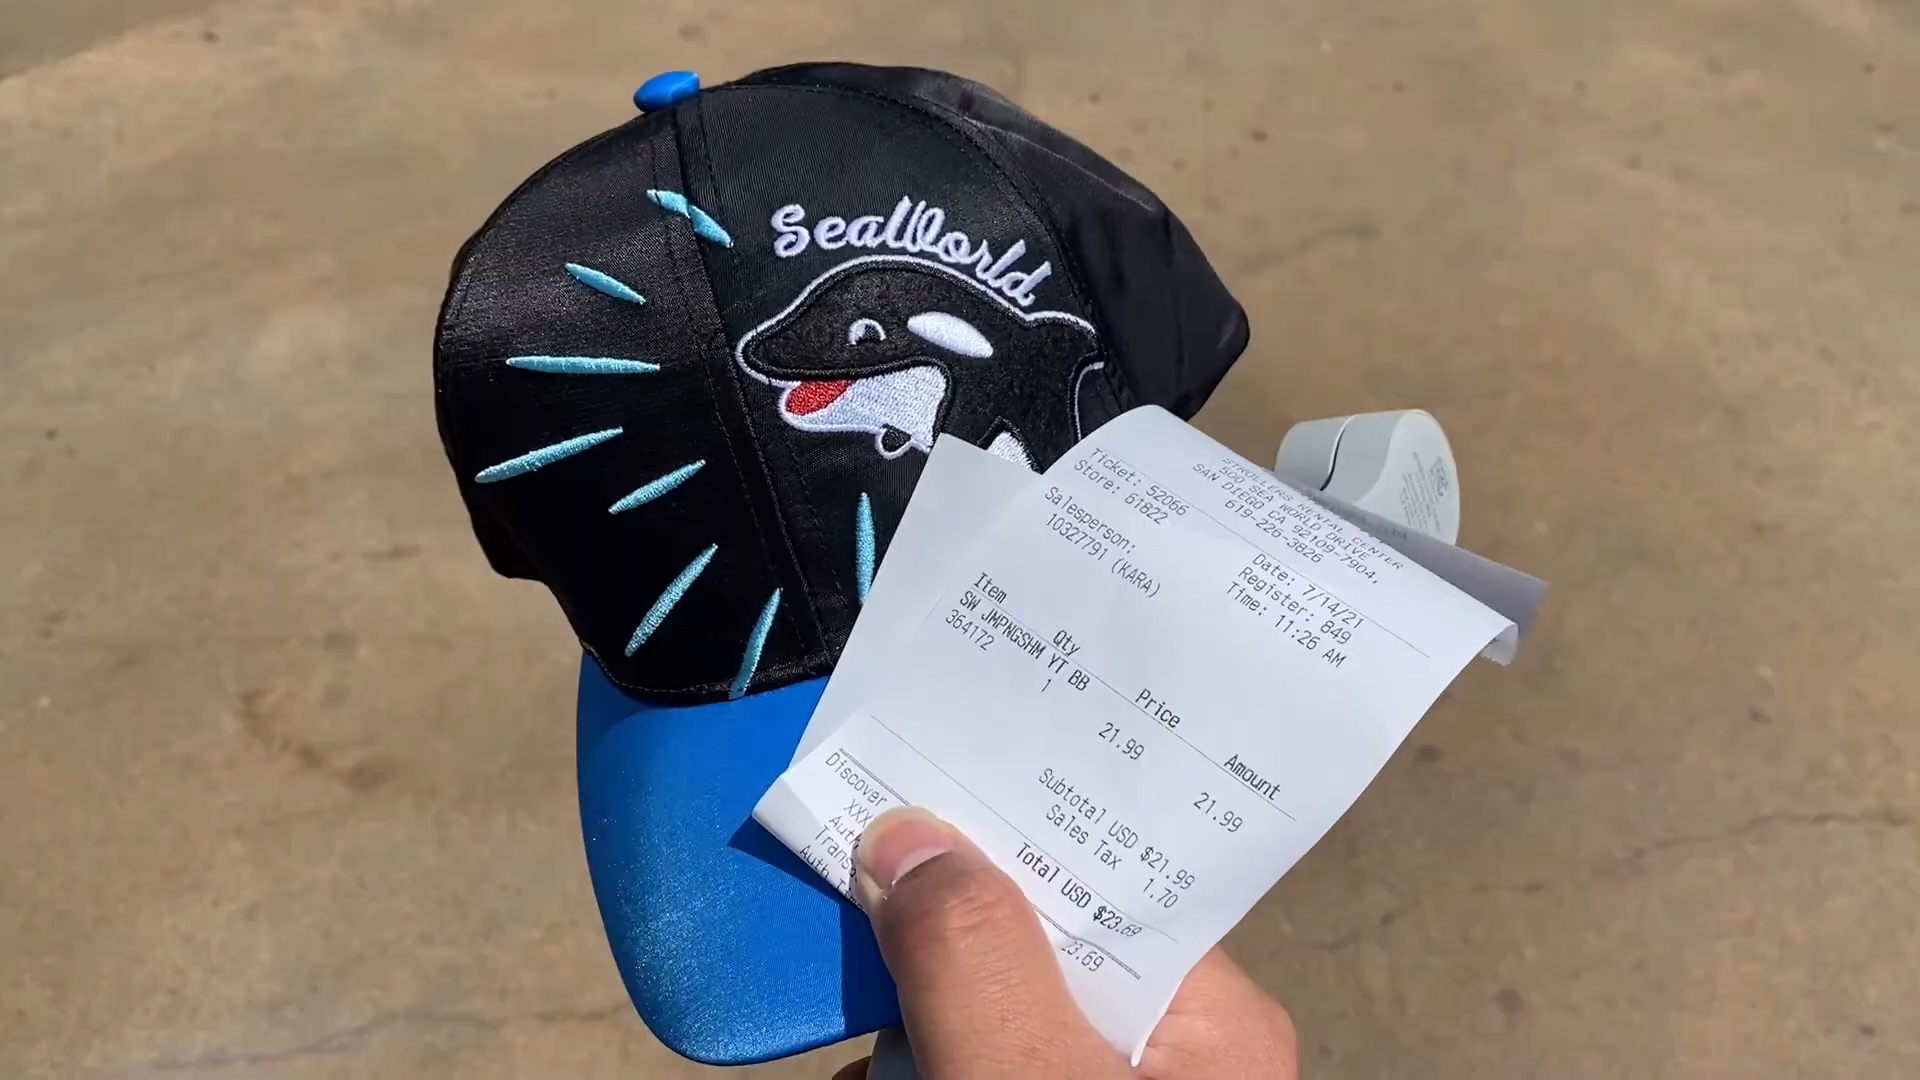 SeaWorld
STROLLERS RENTAL CENTER
500 SEA WORLD DRIVE
SAN DIEGO CA 92109-7904,
619-226-3826
Ticket: 52066
Store: 61822
Date: 7/14/21
Register: 849
Time: 11:26 AM
Salesperson:
10327791 (KARA)
Item Qty Price Amount
SW JMPNGSHM YT BB
364172 1 21.99 21.99
Subtotal USD $21.99
Sales Tax 1.70
Total USD $23.69
Discover 23.69